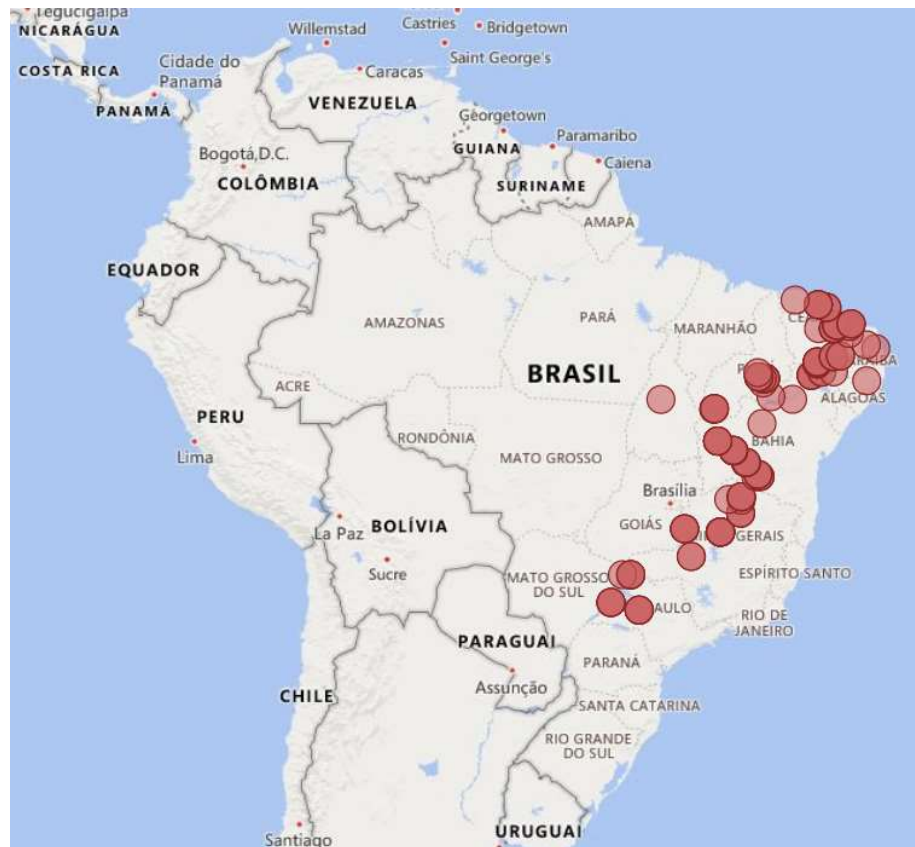 Tegucigalpa
NICARÁGUA
Willemstad
Castries
Bridgetown
Saint George's
COSTA RICA
Cidade do
Panamá
Caracas
PANAMÁ
VENEZUELA
Georgetown
Paramaribo
GUIANA
Caiena
Bogotá,D.C.
COLÔMBIA
SURINAME
AMAPÁ
EQUADOR
AMAZONAS
PARÁ
MARANHÃO
BRASIL
ACRE
ALAGOAS
PERU
RONDÔNIA
BAHIA
Lima
MATO GROSSO
Brasília
La Paz
BOLÍVIA
GOIÁS
GERAIS
Sucre
MATO GROSSO
DO SUL
ESPÍRITO SANTO
RIO DE
JANEIRO
PARAGUAI
PARANÁ
Assunção
CHILE
SANTA CATARINA
RIO GRANDE
DO SUL
URUGUAI
Santiago